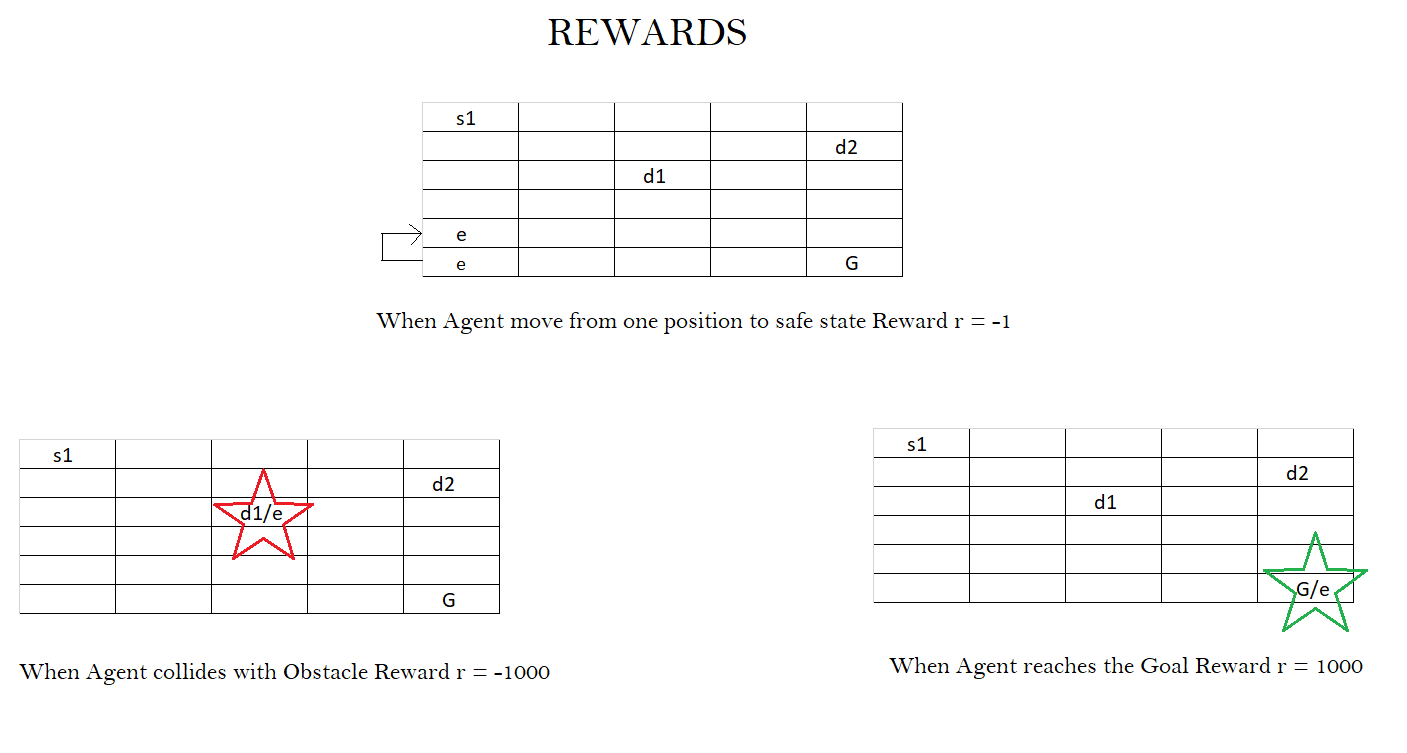 REWARDS
s1
d2
d1
e
e G
When Agent move from one position to safe state Reward r = -1
s1
d2
d1/e
G
When Agent collides with Obstacle Reward r = -1000
s1
d2
d1
G/e
When Agent reaches the Goal Reward r = 1000